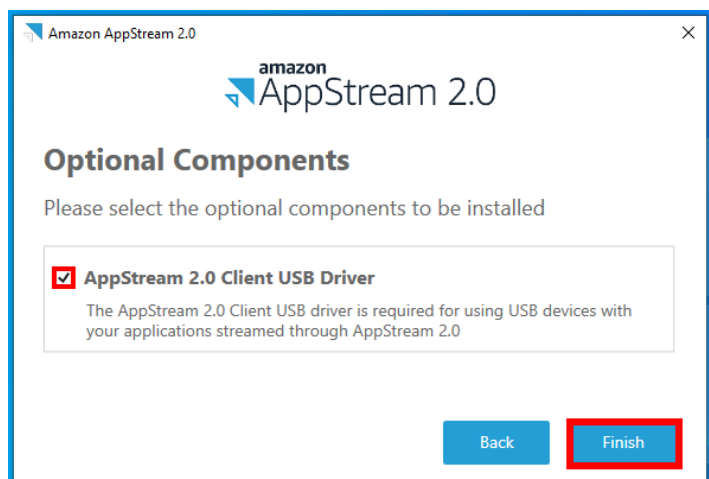 Amazon AppStream 2.0
amazon
AppStream 2.0
Optional Components
Please select the optional components to be installed
AppStream 2.0 Client USB Driver
The AppStream 2.0 Client USB driver is required for using USB devices with
your applications streamed through AppStream 2.0
Back
Finish